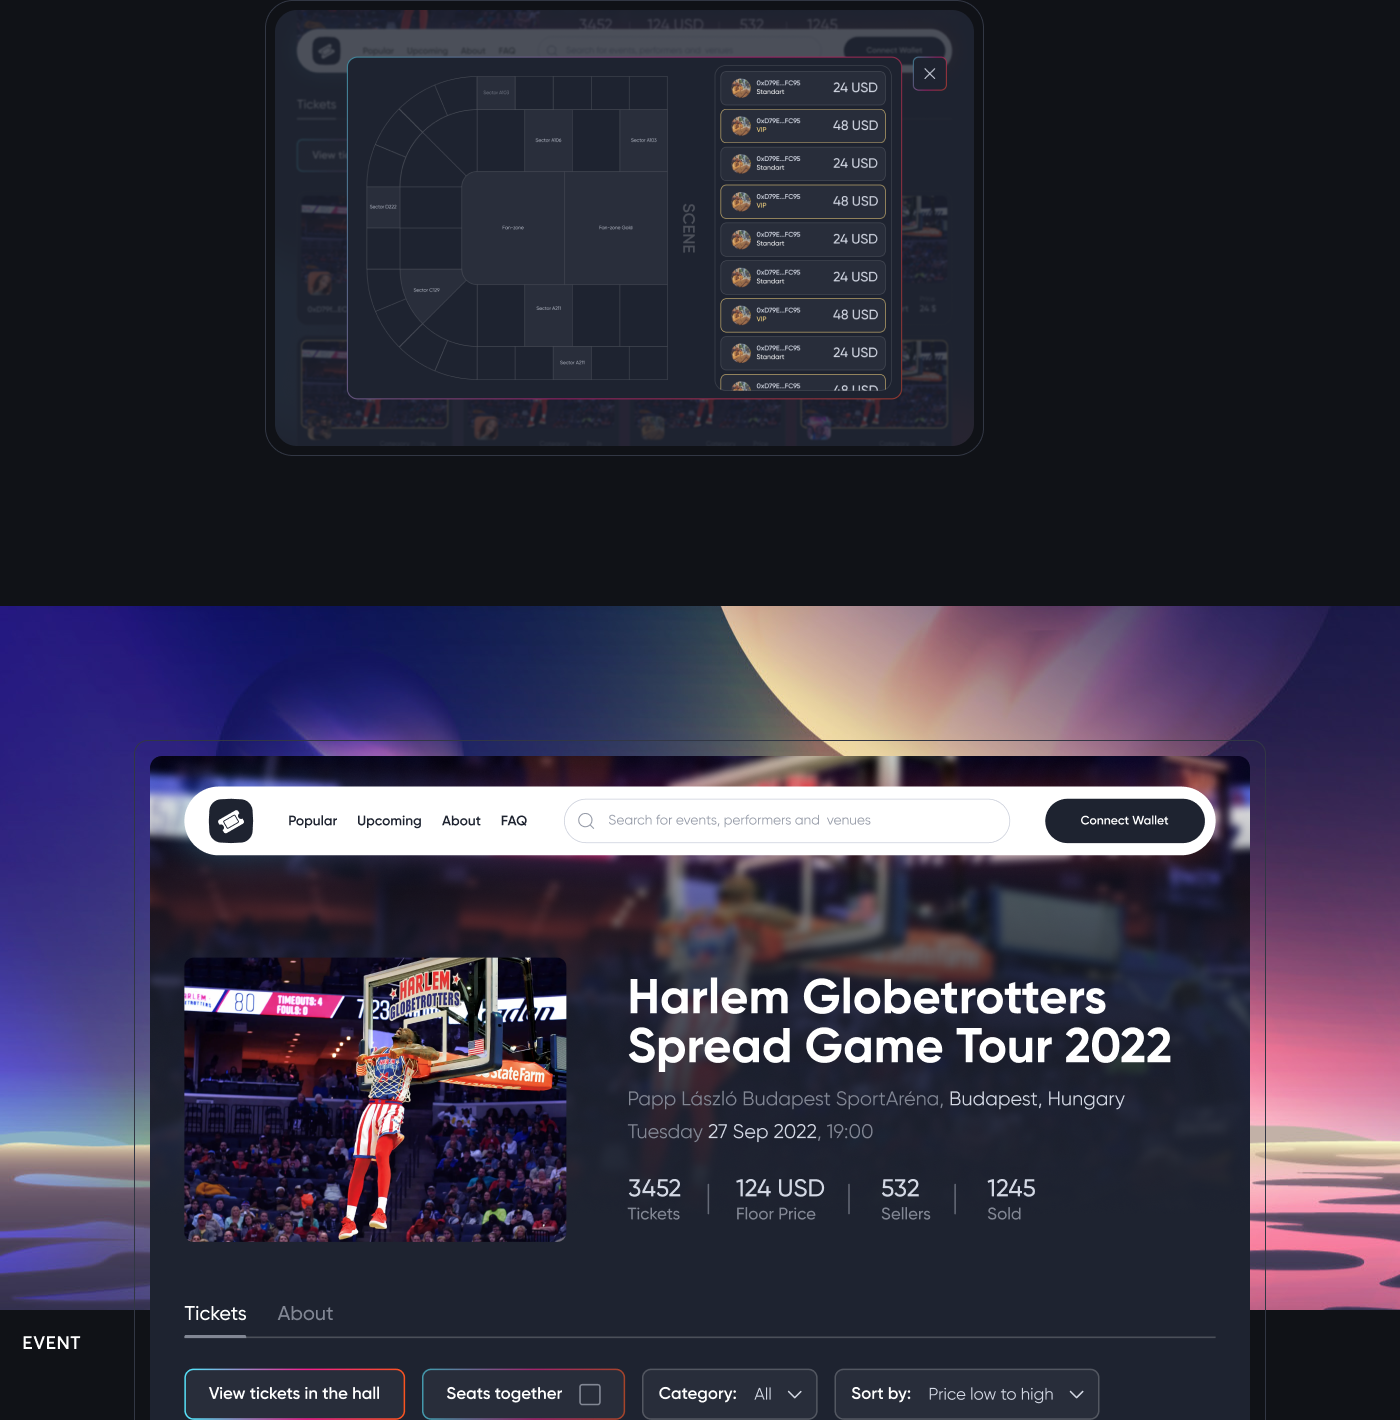 3452 124 USD 532 1245
Popular Upcoming About FAQ Search for events, performers and venues Connect Wallet
Tickets
View ti
Sector A106
Sector A103
Sector D222
Fan-zone
Fan-zone Gold
Sector C129
Sector A211
Sector A211
SCENE
0xD79E...FC95
Standart
24 USD
0xD79E...FC95
VIP
48 USD
0xD79E...FC95
Standart
24 USD
0xD79E...FC95
VIP
48 USD
0xD79E...FC95
Standart
24 USD
0xD79E...FC95
Standart
24 USD
0xD79E...FC95
VIP
48 USD
0xD79E...FC95
Standart
24 USD
0xD79E...FC95
48 USD
24 $
Popular Upcoming About FAQ Search for events, performers and venues Connect Wallet
HARLEM
GLOBETROTTERS
80
TIMEOUTS: 4
FOULS: 0
7:23
StateFarm
Harlem Globetrotters
Spread Game Tour 2022
Papp László Budapest SportAréna, Budapest, Hungary
Tuesday 27 Sep 2022, 19:00
3452 124 USD 532 1245
Tickets Floor Price Sellers Sold
Tickets About
EVENT
View tickets in the hall Seats together Category: All Sort by: Price low to high